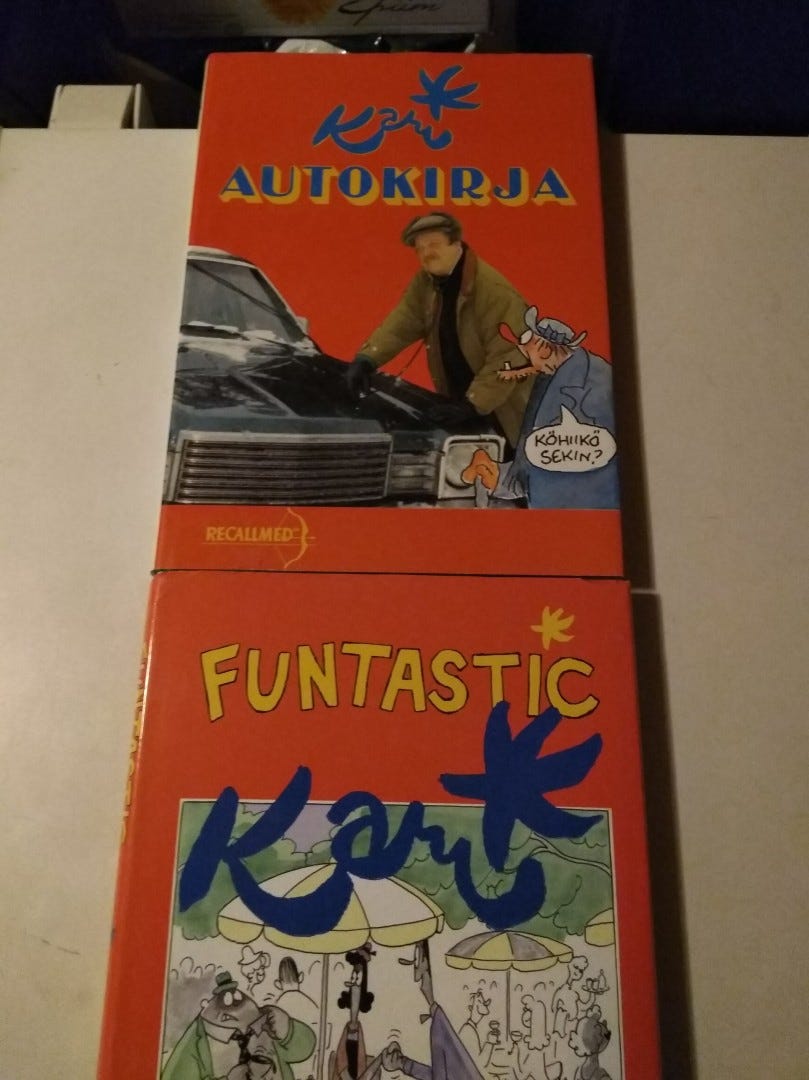 Kari
AUTOKIRJA
KÖHIIKÖ
SEKIN?
RECALLMED
FUNTASTIC
Kari